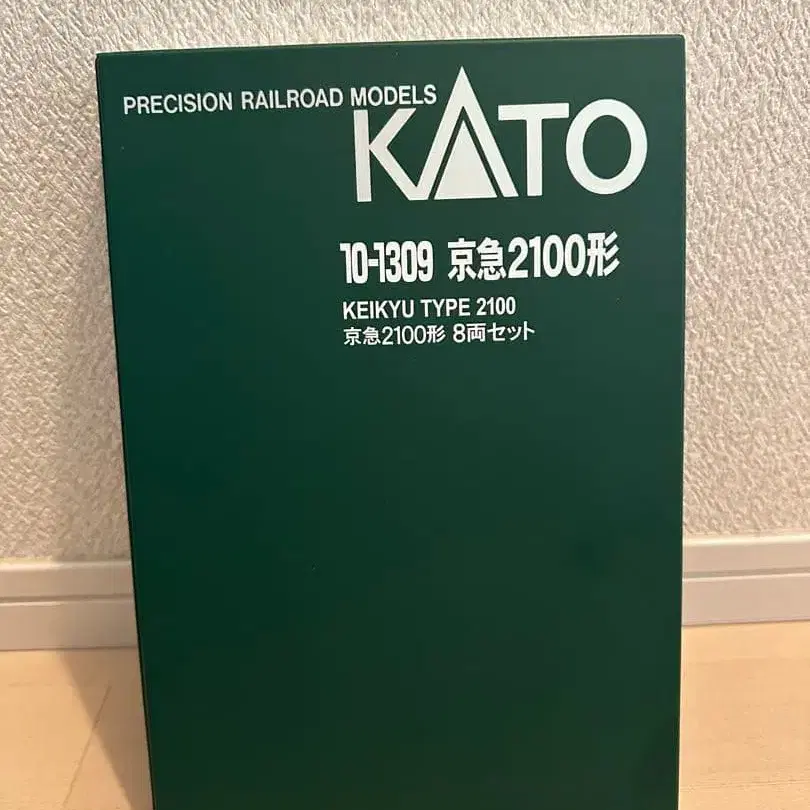 PRECISION RAILROAD MODELS
KATO
10-1309 京急2100形
KEIKYU TYPE 2100
京急2100形 8両セット